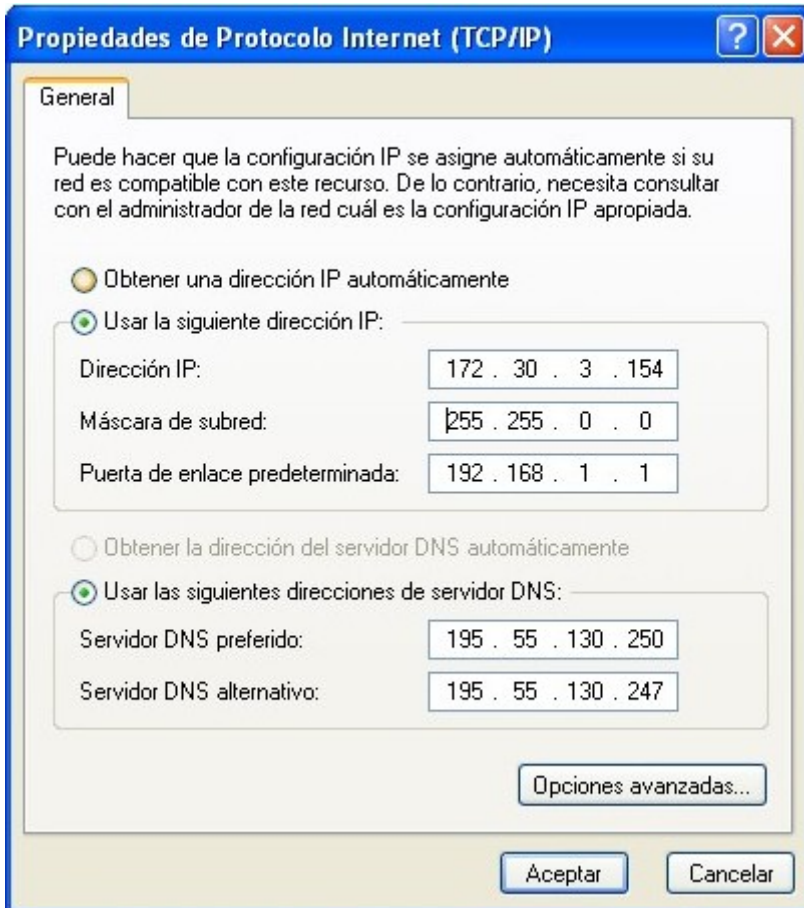 Propiedades de Protocolo Internet (TCP/IP)
General
Puede hacer que la configuración IP se asigne automáticamente si su
red es compatible con este recurso. De lo contrario, necesita consultar
con el administrador de la red cuál es la configuración IP apropiada.
Obtener una dirección IP automáticamente
Usar la siguiente dirección IP:
Dirección IP: 172 . 30 . 3 . 154
Máscara de subred: 255 . 255 . 0 . 0
Puerta de enlace predeterminada: 192 . 168 . 1 . 1
Obtener la dirección del servidor DNS automáticamente
Usar las siguientes direcciones de servidor DNS:
Servidor DNS preferido: 195 . 55 . 130 . 250
Servidor DNS alternativo: 195 . 55 . 130 . 247
Opciones avanzadas...
Aceptar Cancelar